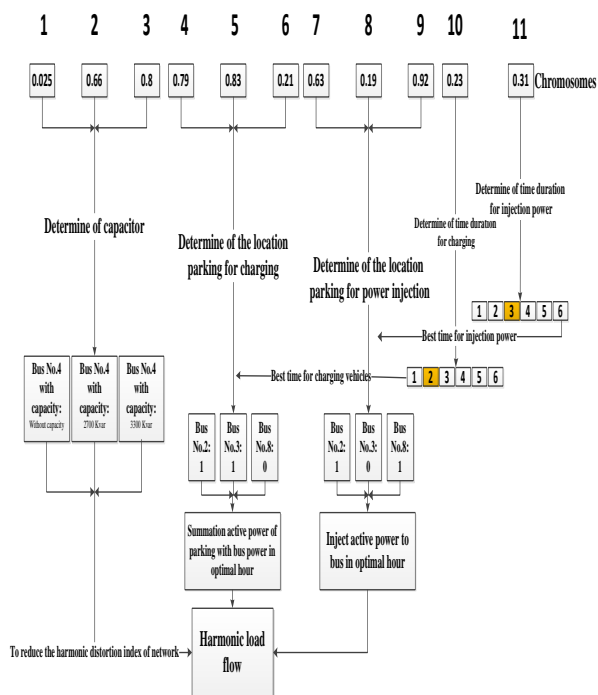 1 2 3 4 5 6 7 8 9 10 11
0.025 0.66 0.8 0.79 0.83 0.21 0.63 0.19 0.92 0.23 0.31 Chromosomes
Determine of capacitor
Determine of the location
parking for charging
Determine of the location
parking for power injection
Determine of time duration
for charging
Determine of time duration
for injection power
1 2 3 4 5 6
Best time for injection power
1 2 3 4 5 6
Best time for charging vehicles
Bus No.4
with
capacity:
Without capacity
Bus No.4
with
capacity:
2700 Kvar
Bus No.4
with
capacity:
3300 Kvar
Bus
No.2:
1
Bus
No.3:
1
Bus
No.8:
0
Bus
No.2:
1
Bus
No.3:
0
Bus
No.8:
1
Summation active power of
parking with bus power in
optimal hour
Inject active power to
bus in optimal hour
To reduce the harmonic distortion index of network
Harmonic load
flow